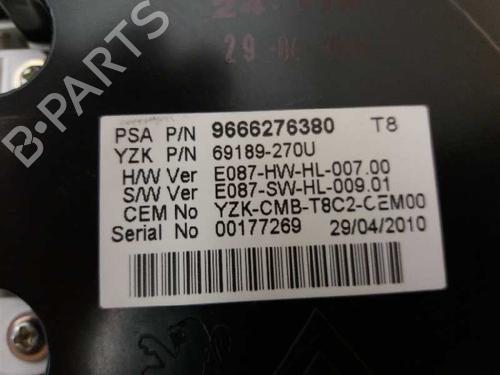 PSA P/N 9666276380 T8
YZK P/N 69189-270U
H/W Ver E087-HW-HL-007.00
S/W Ver E087-SW-HL-009.01
CEM No YZK-CMB-T8C2-CEM00
Serial No 00177269 29/04/2010